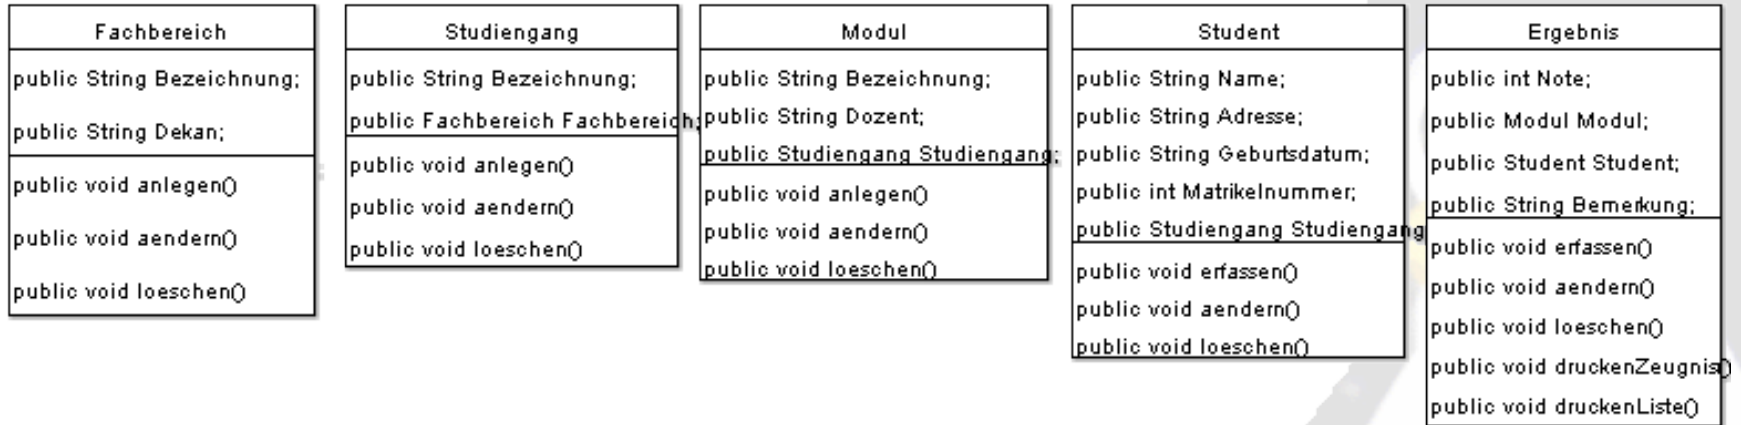 Fachbereich
public String Bezeichnung;
public String Dekan;
public void anlegen()
public void aendern()
public void loeschen()
Studiengang
public String Bezeichnung;
public Fachbereich Fachbereich;
public void anlegen()
public void aendern()
public void loeschen()
Modul
public String Bezeichnung;
public String Dozent;
public Studiengang Studiengang;
public void anlegen()
public void aendern()
public void loeschen()
Student
public String Name;
public String Adresse;
public String Geburtsdatum;
public int Matrikelnummer;
public Studiengang Studiengang
public void erfassen()
public void aendern()
public void loeschen()
Ergebnis
public int Note;
public Modul Modul;
public Student Student;
public String Bemerkung;
public void erfassen()
public void aendern()
public void loeschen()
public void druckenZeugnis()
public void druckenListe()